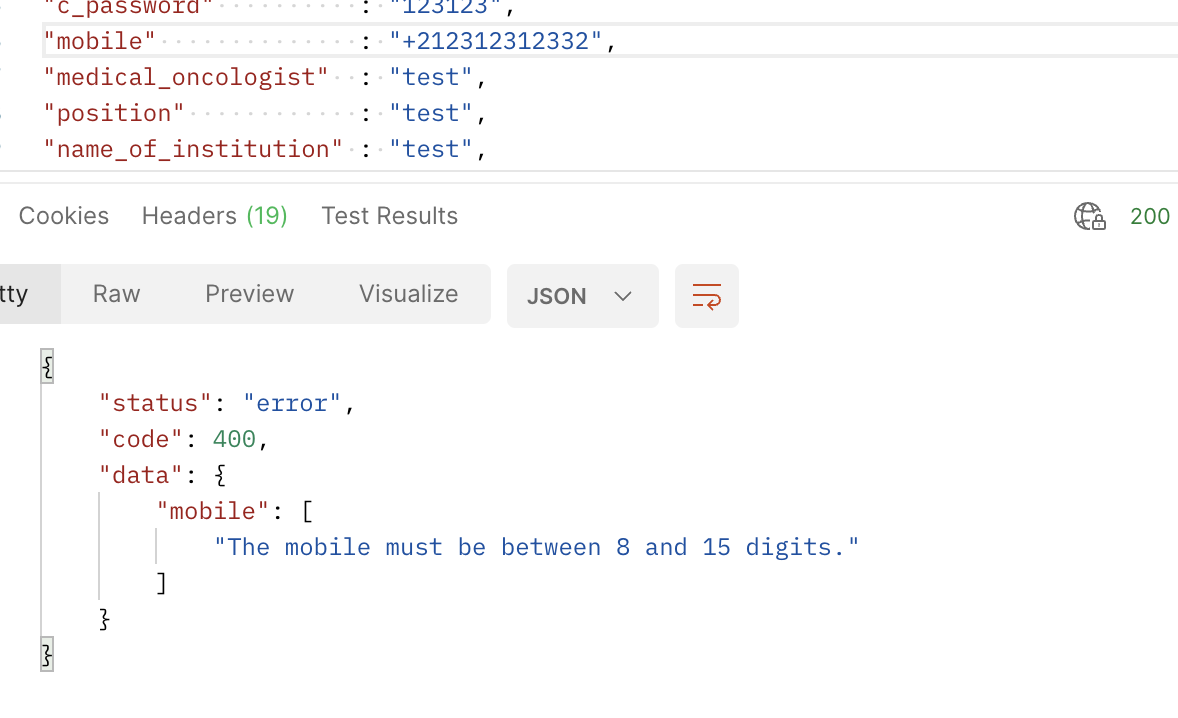 "c_password" : "123123",
"mobile" : "+212312312332",
"medical_oncologist" : "test",
"position" : "test",
"name_of_institution" : "test",
Cookies Headers (19) Test Results 200
tty Raw Preview Visualize JSON
{
"status": "error",
"code": 400,
"data": {
"mobile": [
"The mobile must be between 8 and 15 digits."
]
}
}